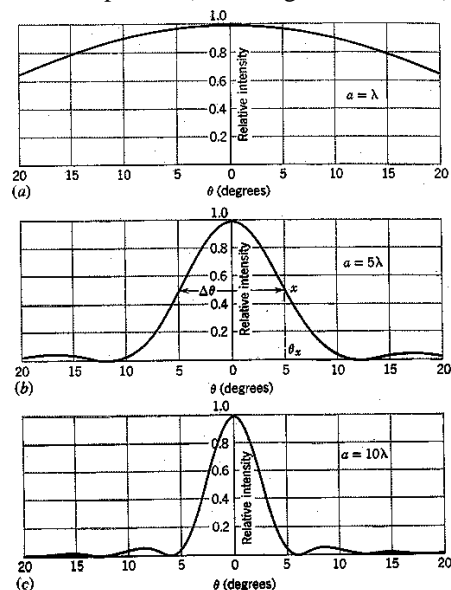 1.0
0.8
0.6
0.4
0.2
Relative intensity
a = λ
20 15 10 5 0 5 10 15 20
(a) θ (degrees)
1.0
0.8
Δθ
x
0.4
0.2
Relative intensity
a = 5λ
θx
20 15 10 5 0 5 10 15 20
(b) θ (degrees)
1.0
0.8
0.6
0.4
0.2
Relative intensity
a = 10λ
20 15 10 5 0 5 10 15 20
(c) θ (degrees)